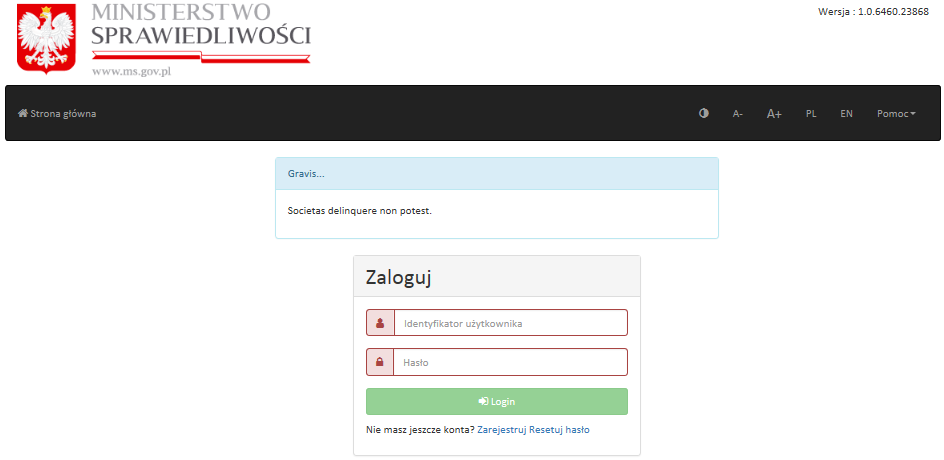 MINISTERSTWO
SPRAWIEDLIWOŚCI
www.ms.gov.pl
Wersja : 1.0.6460.23868
Strona główna
A-
A+
PL
EN
Pomoc
Gravis...
Societas delinquere non potest.
Zaloguj
Identyfikator użytkownika
Hasło
Login
Nie masz jeszcze konta? Zarejestruj Resetuj hasło